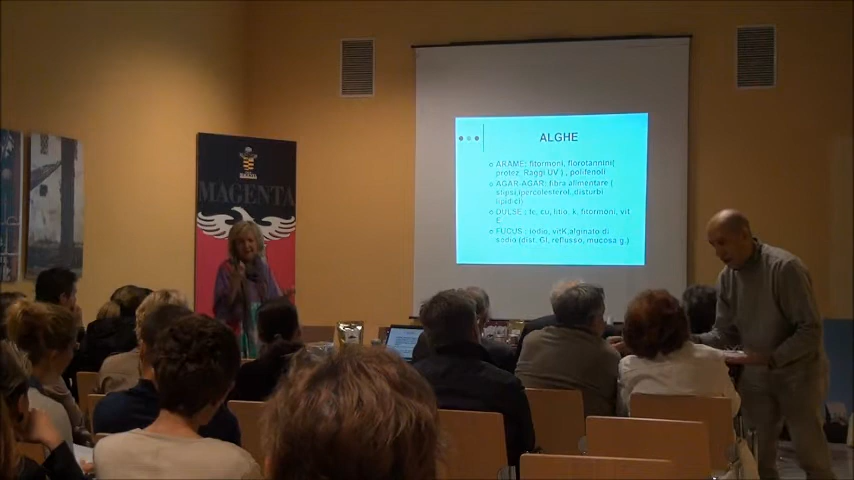 MAGENTA
ALGHE
ARAME: fitormoni, florotannini(
protez. Raggi UV ) , polifenoli
AGAR-AGAR: fibra alimentare (
stipsi,ipercolesterol.,disturbi
lipidici)
DULSE : fe, cu, litio, k, fitormoni, vit.
E
FUCUS : iodio, vitK,alginato di
sodio (dist. GI, reflusso, mucosa g.)